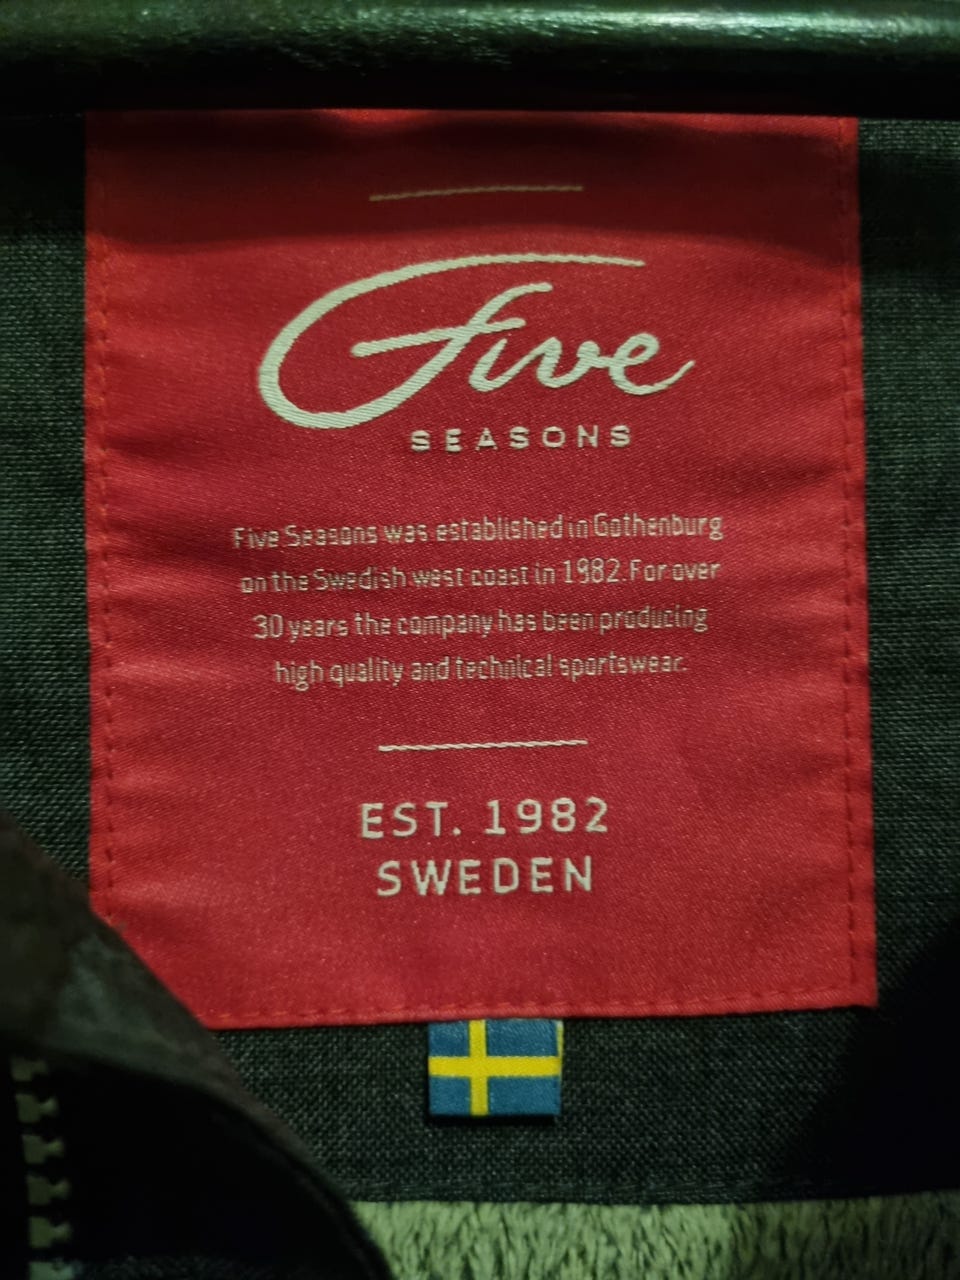 Five
SEASONS
Five Seasons was established in Gothenburg
on the Swedish west coast in 1982. For over
30 years the company has been producing
high quality and technical sportswear.
EST. 1982
SWEDEN